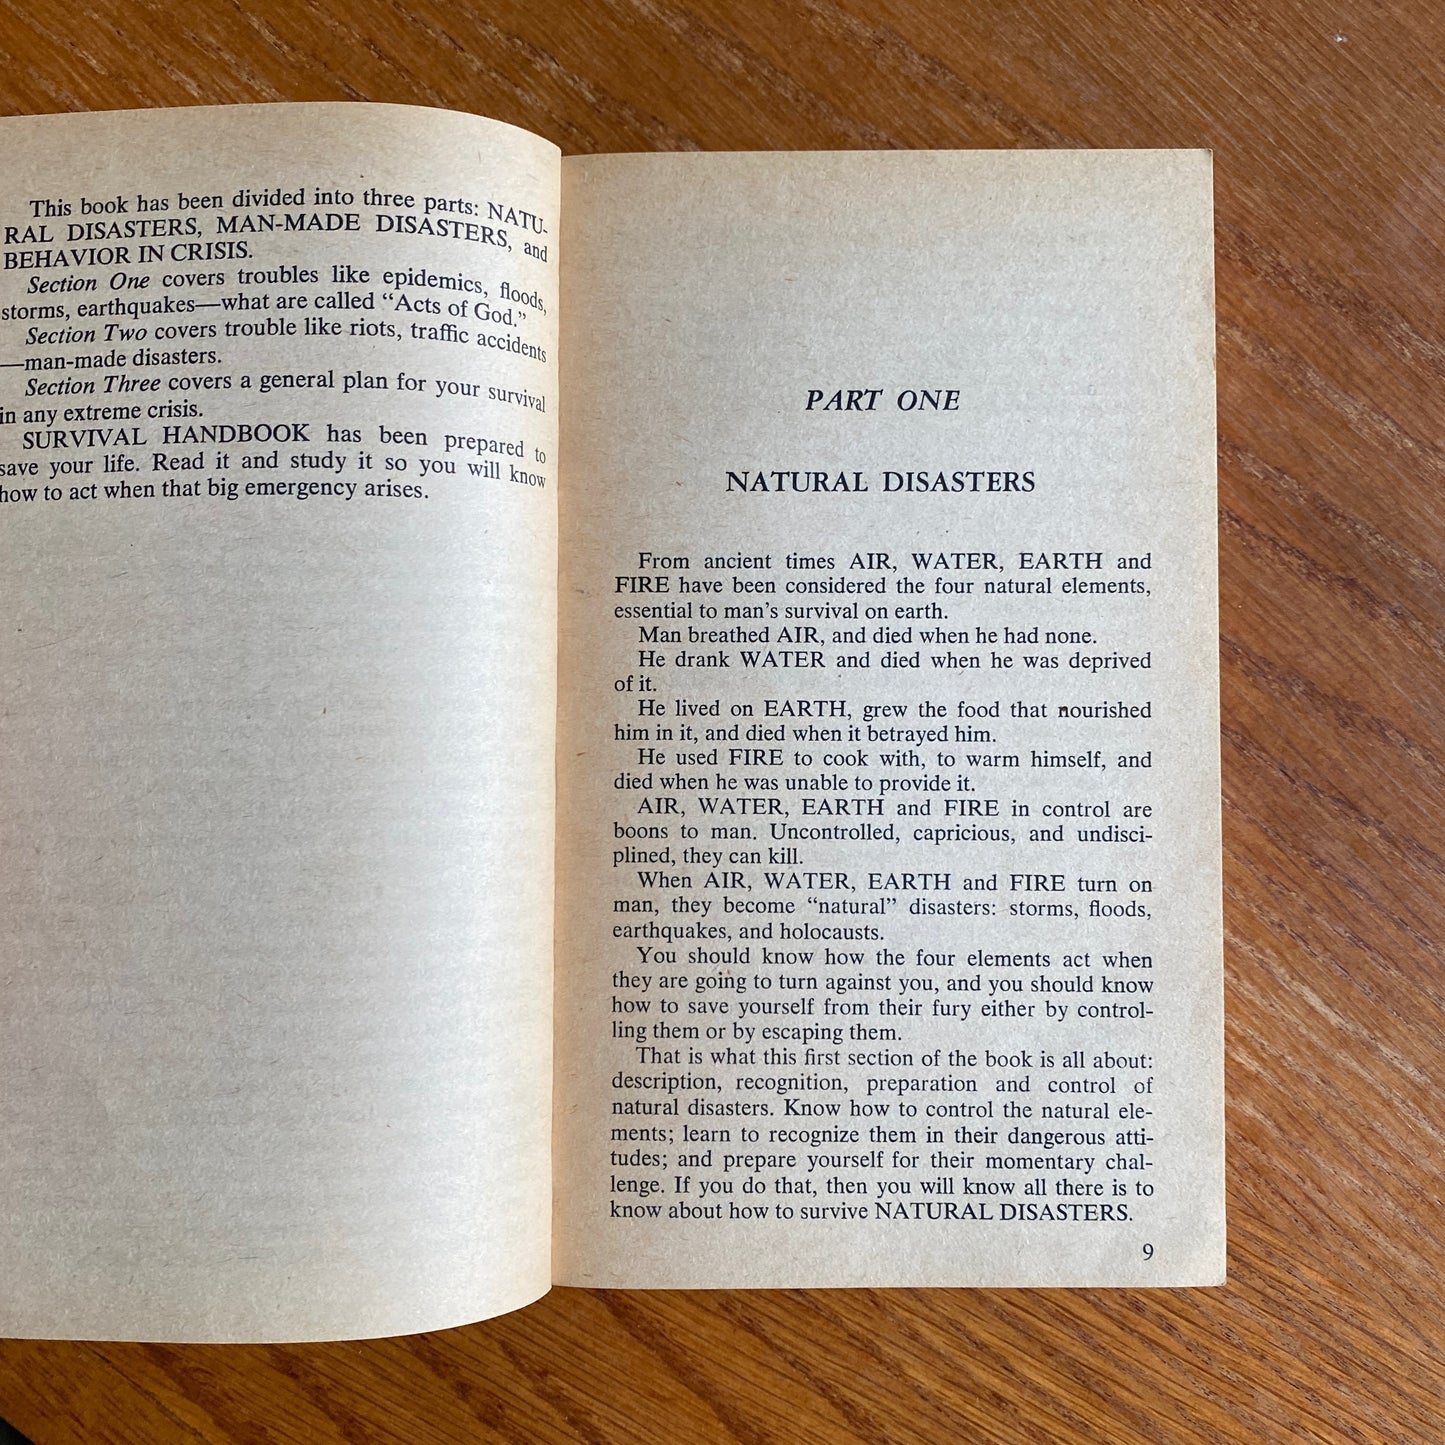 This book has been divided into three parts: NATU-
RAL DISASTERS, MAN-MADE DISASTERS, and
BEHAVIOR IN CRISIS.
Section One covers troubles like epidemics, floods,
storms, earthquakes—what are called “Acts of God.”
Section Two covers trouble like riots, traffic accidents
—man-made disasters.
Section Three covers a general plan for your survival
in any extreme crisis.
SURVIVAL HANDBOOK has been prepared to
save your life. Read it and study it so you will know
how to act when that big emergency arises.
PART ONE
NATURAL DISASTERS
From ancient times AIR, WATER, EARTH and
FIRE have been considered the four natural elements,
essential to man’s survival on earth.
Man breathed AIR, and died when he had none.
He drank WATER and died when he was deprived
of it.
He lived on EARTH, grew the food that nourished
him in it, and died when it betrayed him.
He used FIRE to cook with, to warm himself, and
died when he was unable to provide it.
AIR, WATER, EARTH and FIRE in control are
boons to man. Uncontrolled, capricious, and undisci-
plined, they can kill.
When AIR, WATER, EARTH and FIRE turn on
man, they become “natural” disasters: storms, floods,
earthquakes, and holocausts.
You should know how the four elements act when
they are going to turn against you, and you should know
how to save yourself from their fury either by control-
ling them or by escaping them.
That is what this first section of the book is all about:
description, recognition, preparation and control of
natural disasters. Know how to control the natural ele-
ments; learn to recognize them in their dangerous atti-
tudes; and prepare yourself for their momentary chal-
lenge. If you do that, then you will know all there is to
know about how to survive NATURAL DISASTERS.
9